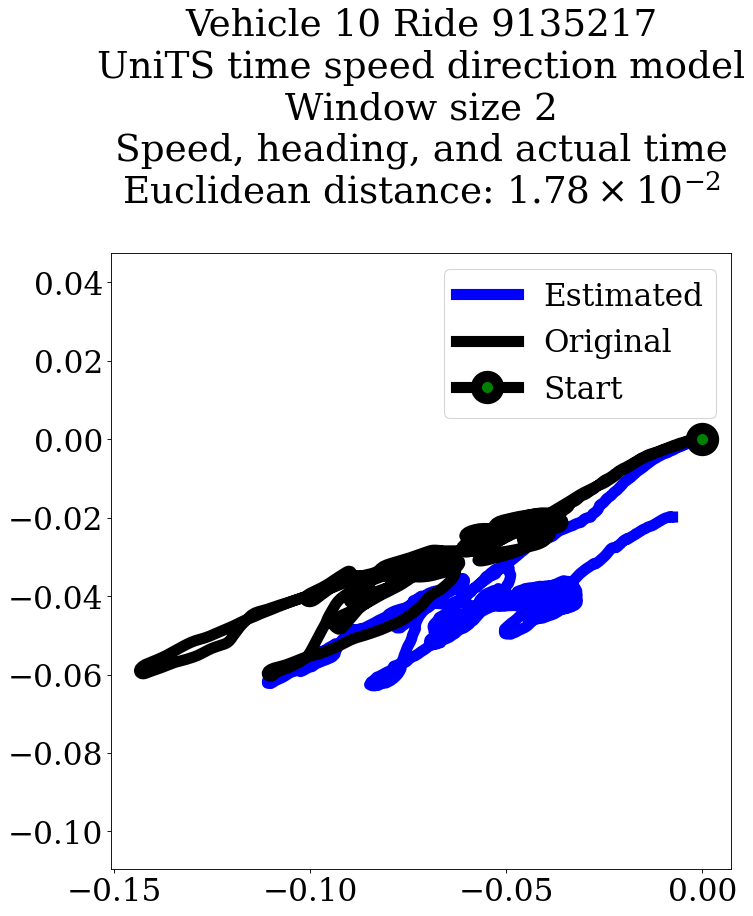 Vehicle 10 Ride 9135217
UniTS time speed direction model
Window size 2
Speed, heading, and actual time
Euclidean distance: 1.78 × 10⁻²
Estimated
Original
Start
0.04
0.02
0.00
−0.02
−0.04
−0.06
−0.08
−0.10
−0.15
−0.10
−0.05
0.00